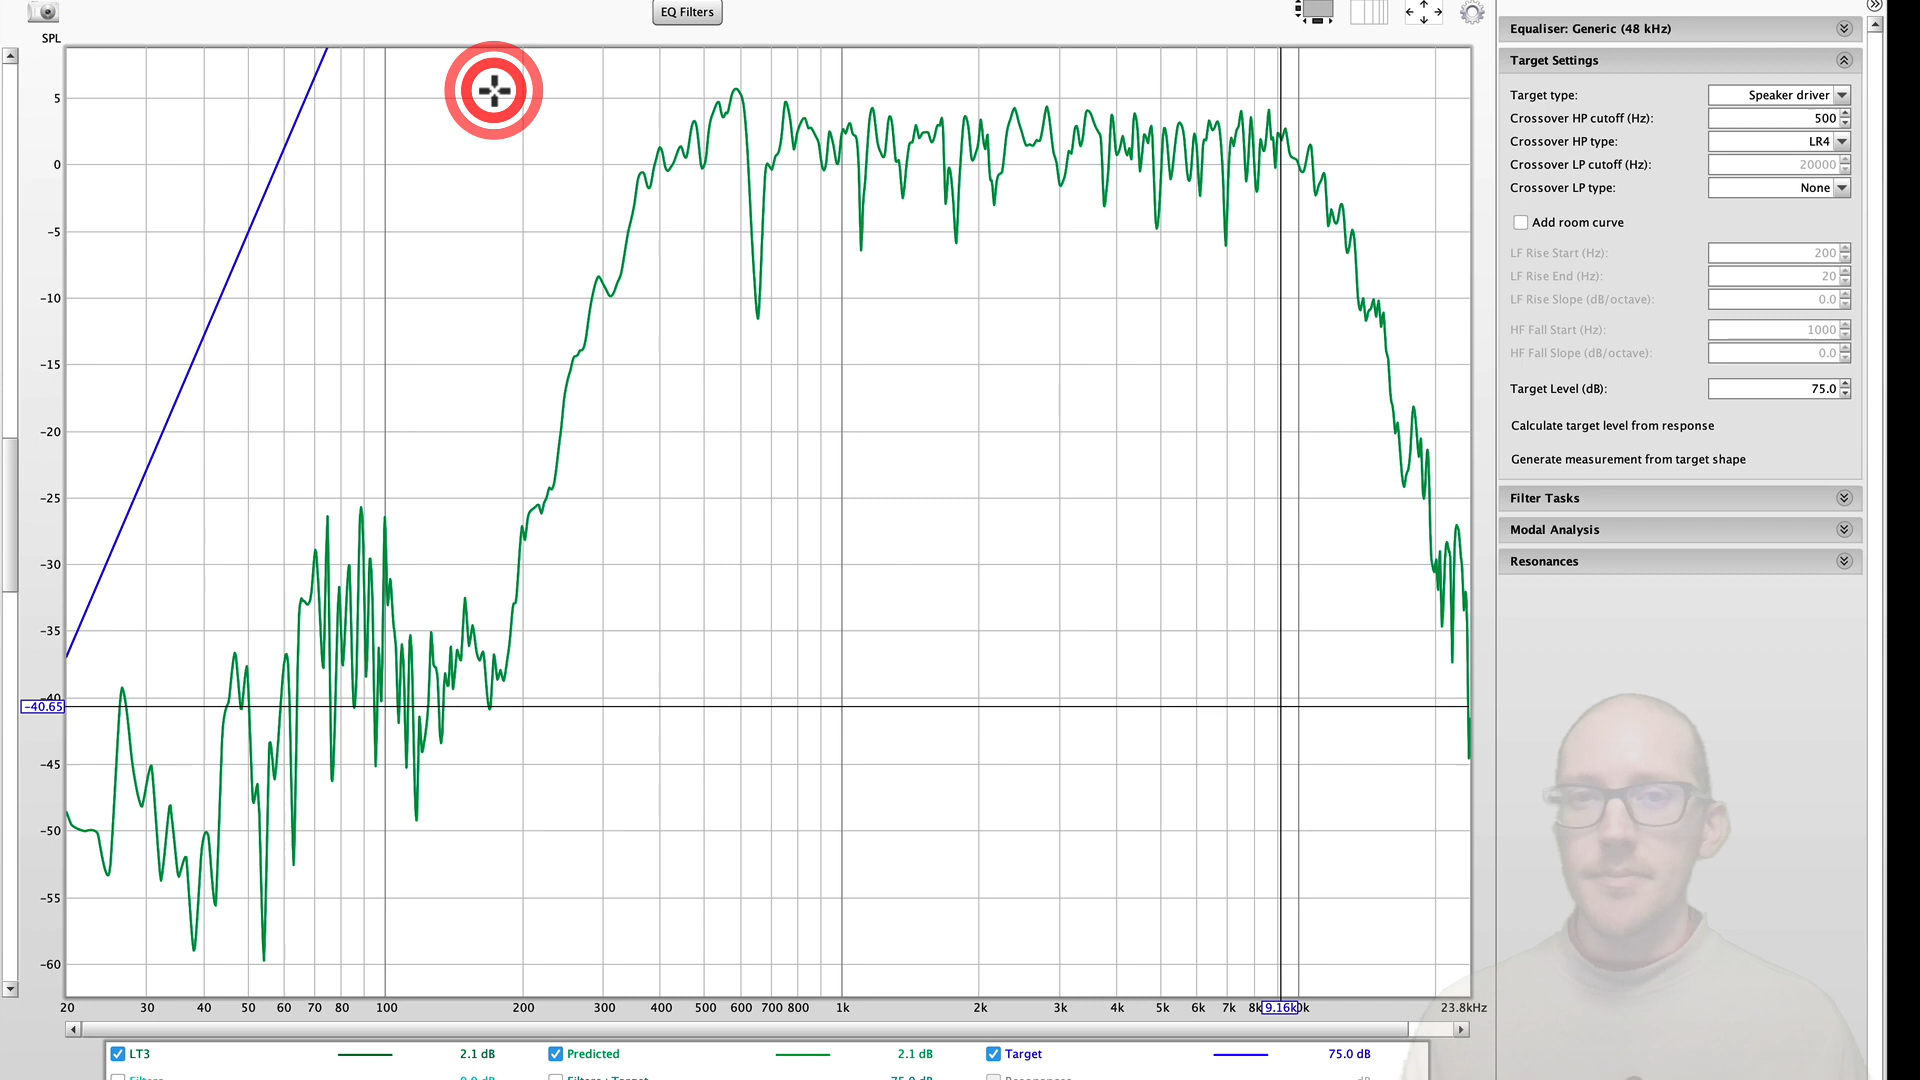 EQ Filters
SPL
5
0
-5
-10
-15
-20
-25
-30
-35
-40
-40.65
-45
-50
-55
-60
20 30 40 50 60 70 80 100 200 300 400 500 600 700 800 1k 2k 3k 4k 5k 6k 7k 8k 9.16k 0k 23.8kHz
LT3 2.1 dB Predicted 2.1 dB Target 75.0 dB
Equaliser: Generic (48 kHz)
Target Settings
Target type: Speaker driver
Crossover HP cutoff (Hz): 500
Crossover HP type: LR4
Crossover LP cutoff (Hz): 20000
Crossover LP type: None
Add room curve
LF Rise Start (Hz): 200
LF Rise End (Hz): 20
LF Rise Slope (dB/octave): 0.0
HF Fall Start (Hz): 1000
HF Fall Slope (dB/octave): 0.0
Target Level (dB): 75.0
Calculate target level from response
Generate measurement from target shape
Filter Tasks
Modal Analysis
Resonances